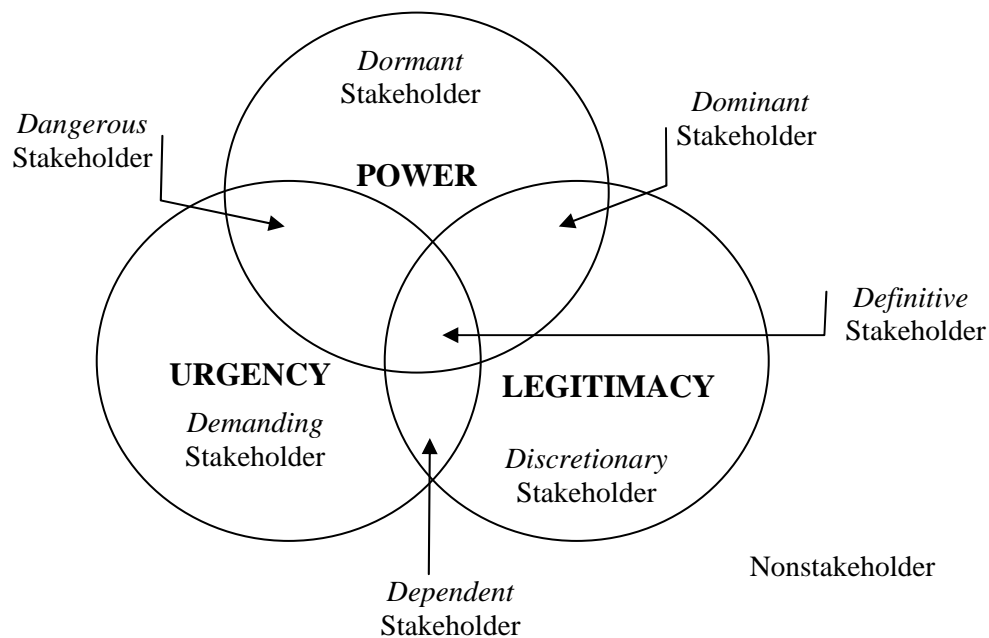 Dormant
Stakeholder
Dominant
Stakeholder
Dangerous
Stakeholder
POWER
Definitive
Stakeholder
URGENCY
LEGITIMACY
Demanding
Stakeholder
Discretionary
Stakeholder
Nonstakeholder
Dependent
Stakeholder